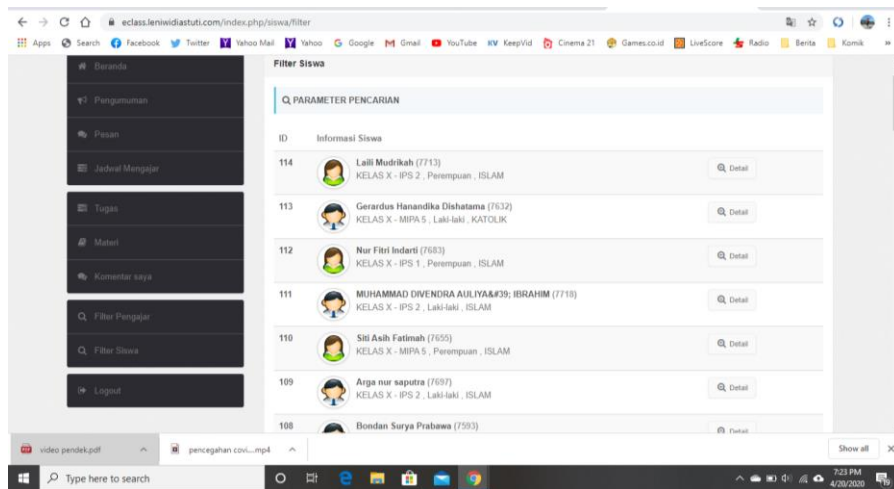 eclass.leniwidiastuti.com/index.php/siswa/filter
Apps Search Facebook Twitter Yahoo Mail Yahoo Google Gmail YouTube KeepVid Cinema 21 Games.co.id LiveScore Radio Berita Komik
Beranda
Pengumuman
Pesan
Jadwal Mengajar
Tugas
Materi
Komentar saya
Filter Pengajar
Filter Siswa
Logout
Filter Siswa
PARAMETER PENCARIAN
ID Informasi Siswa
114 Laili Mudrikah (7713) Detail
KELAS X - IPS 2 , Perempuan , ISLAM
113 Gerardus Hanandika Dishatama (7632) Detail
KELAS X - MIPA 5 , Laki-laki , KATOLIK
112 Nur Fitri Indarti (7683) Detail
KELAS X - IPS 1 , Perempuan , ISLAM
111 MUHAMMAD DIVENDRA AULIYA&#39; IBRAHIM (7718) Detail
KELAS X - IPS 2 , Laki-laki , ISLAM
110 Siti Asih Fatimah (7655) Detail
KELAS X - MIPA 5 , Perempuan , ISLAM
109 Arga nur saputra (7697) Detail
KELAS X - IPS 2 , Laki-laki , ISLAM
108 Bondan Surya Prabawa (7593) Detail
video pendek.pdf pencegahan covi....mp4 Show all
Type here to search
7:23 PM
4/20/2020